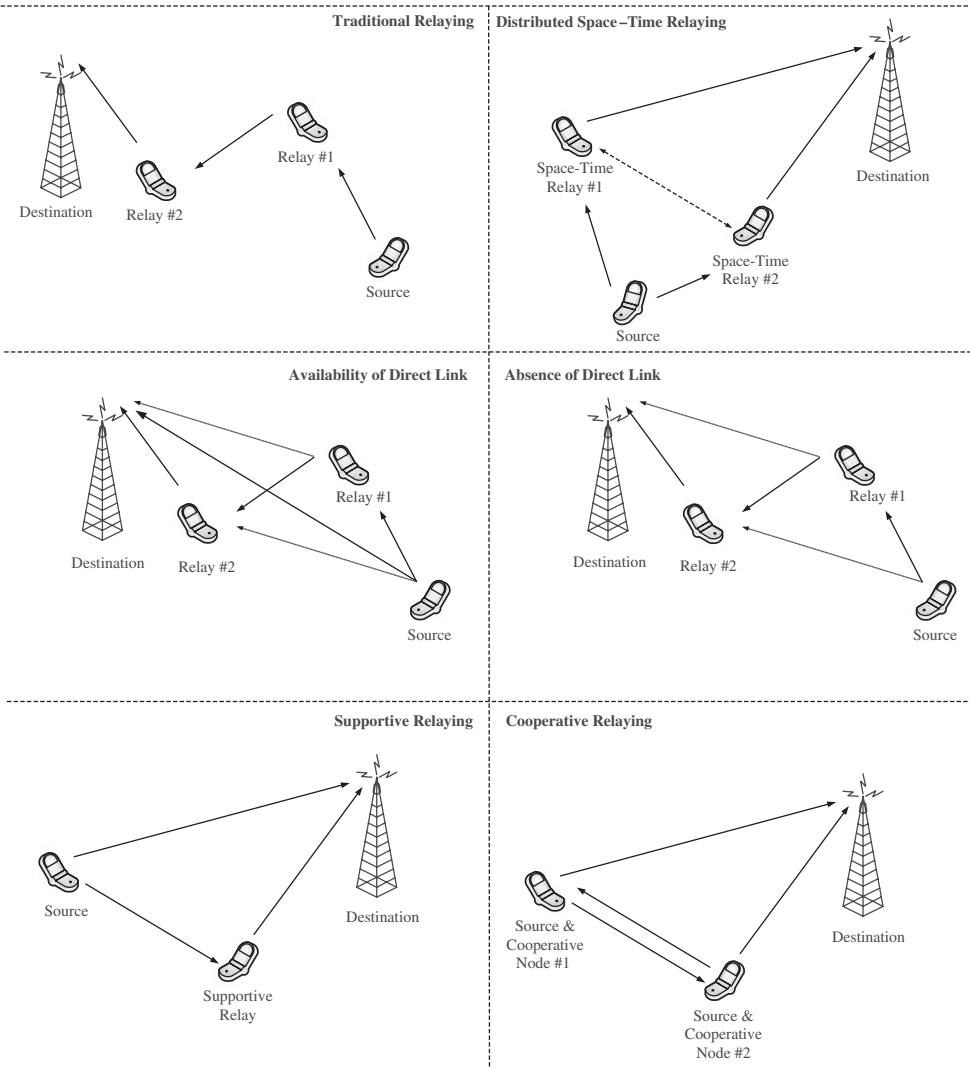 Traditional Relaying
Destination
Relay #2
Relay #1
Source
Distributed Space–Time Relaying
Space-Time
Relay #1
Space-Time
Relay #2
Source
Destination
Availability of Direct Link
Destination
Relay #2
Relay #1
Source
Absence of Direct Link
Destination
Relay #2
Relay #1
Source
Supportive Relaying
Source
Supportive
Relay
Destination
Cooperative Relaying
Source &
Cooperative
Node #1
Source &
Cooperative
Node #2
Destination